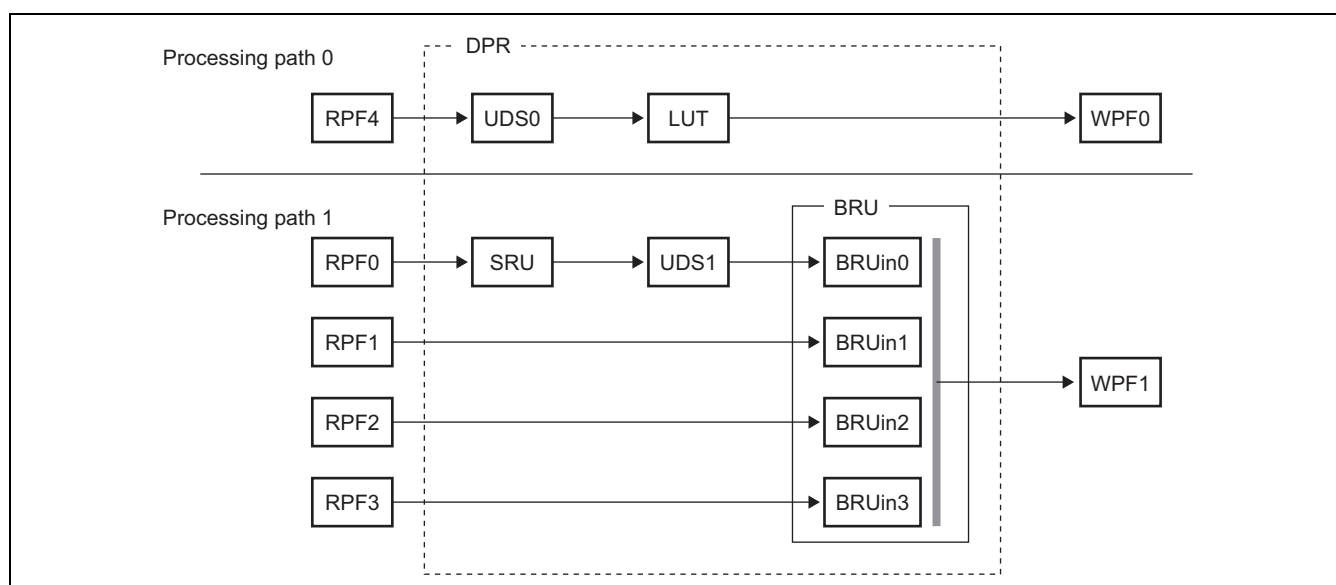 DPR
Processing path 0
RPF4
UDS0
LUT
WPF0
Processing path 1
BRU
RPF0
SRU
UDS1
BRUin0
RPF1
BRUin1
WPF1
RPF2
BRUin2
RPF3
BRUin3